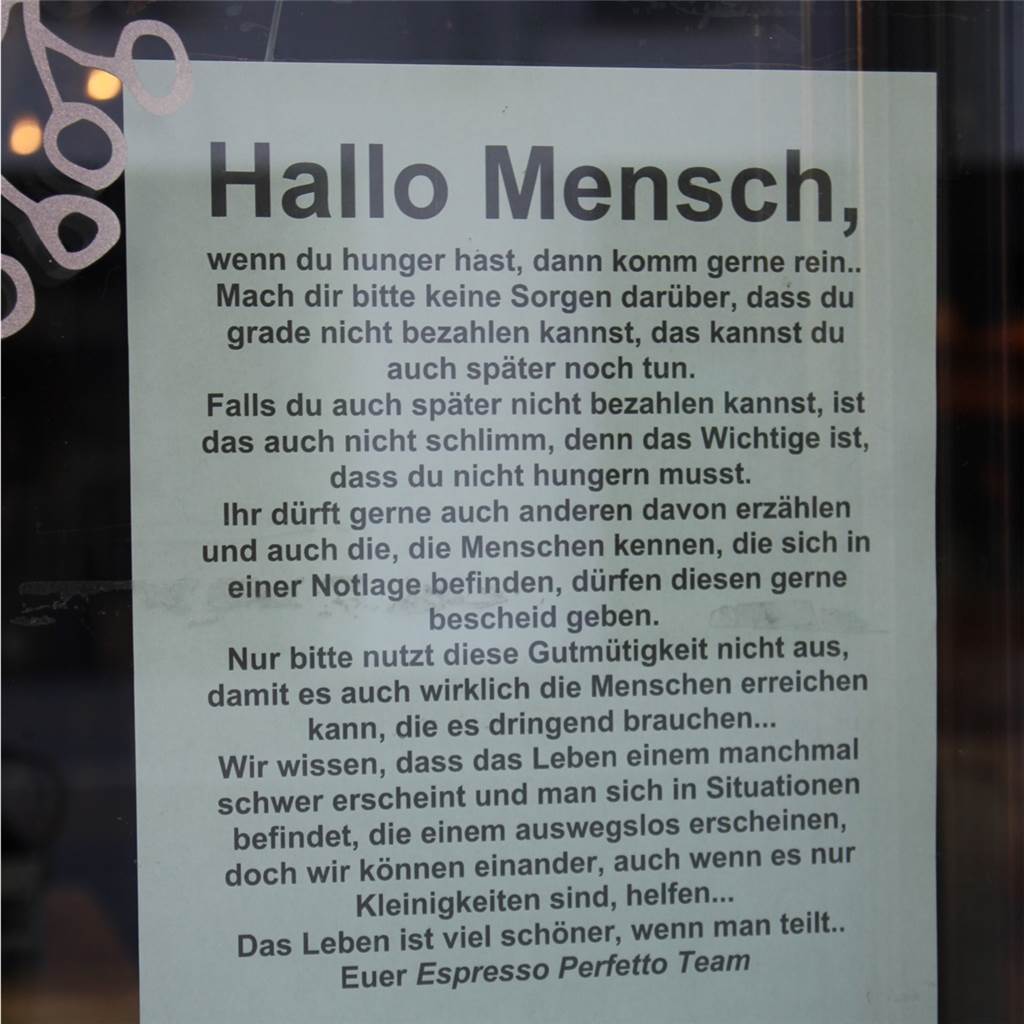 Hallo Mensch,
wenn du hunger hast, dann komm gerne rein..
Mach dir bitte keine Sorgen darüber, dass du
grade nicht bezahlen kannst, das kannst du
auch später noch tun.
Falls du auch später nicht bezahlen kannst, ist
das auch nicht schlimm, denn das Wichtige ist,
dass du nicht hungern musst.
Ihr dürft gerne auch anderen davon erzählen
und auch die, die Menschen kennen, die sich in
einer Notlage befinden, dürfen diesen gerne
bescheid geben.
Nur bitte nutzt diese Gutmütigkeit nicht aus,
damit es auch wirklich die Menschen erreichen
kann, die es dringend brauchen...
Wir wissen, dass das Leben einem manchmal
schwer erscheint und man sich in Situationen
befindet, die einem auswegslos erscheinen,
doch wir können einander, auch wenn es nur
Kleinigkeiten sind, helfen...
Das Leben ist viel schöner, wenn man teilt..
Euer Espresso Perfetto Team